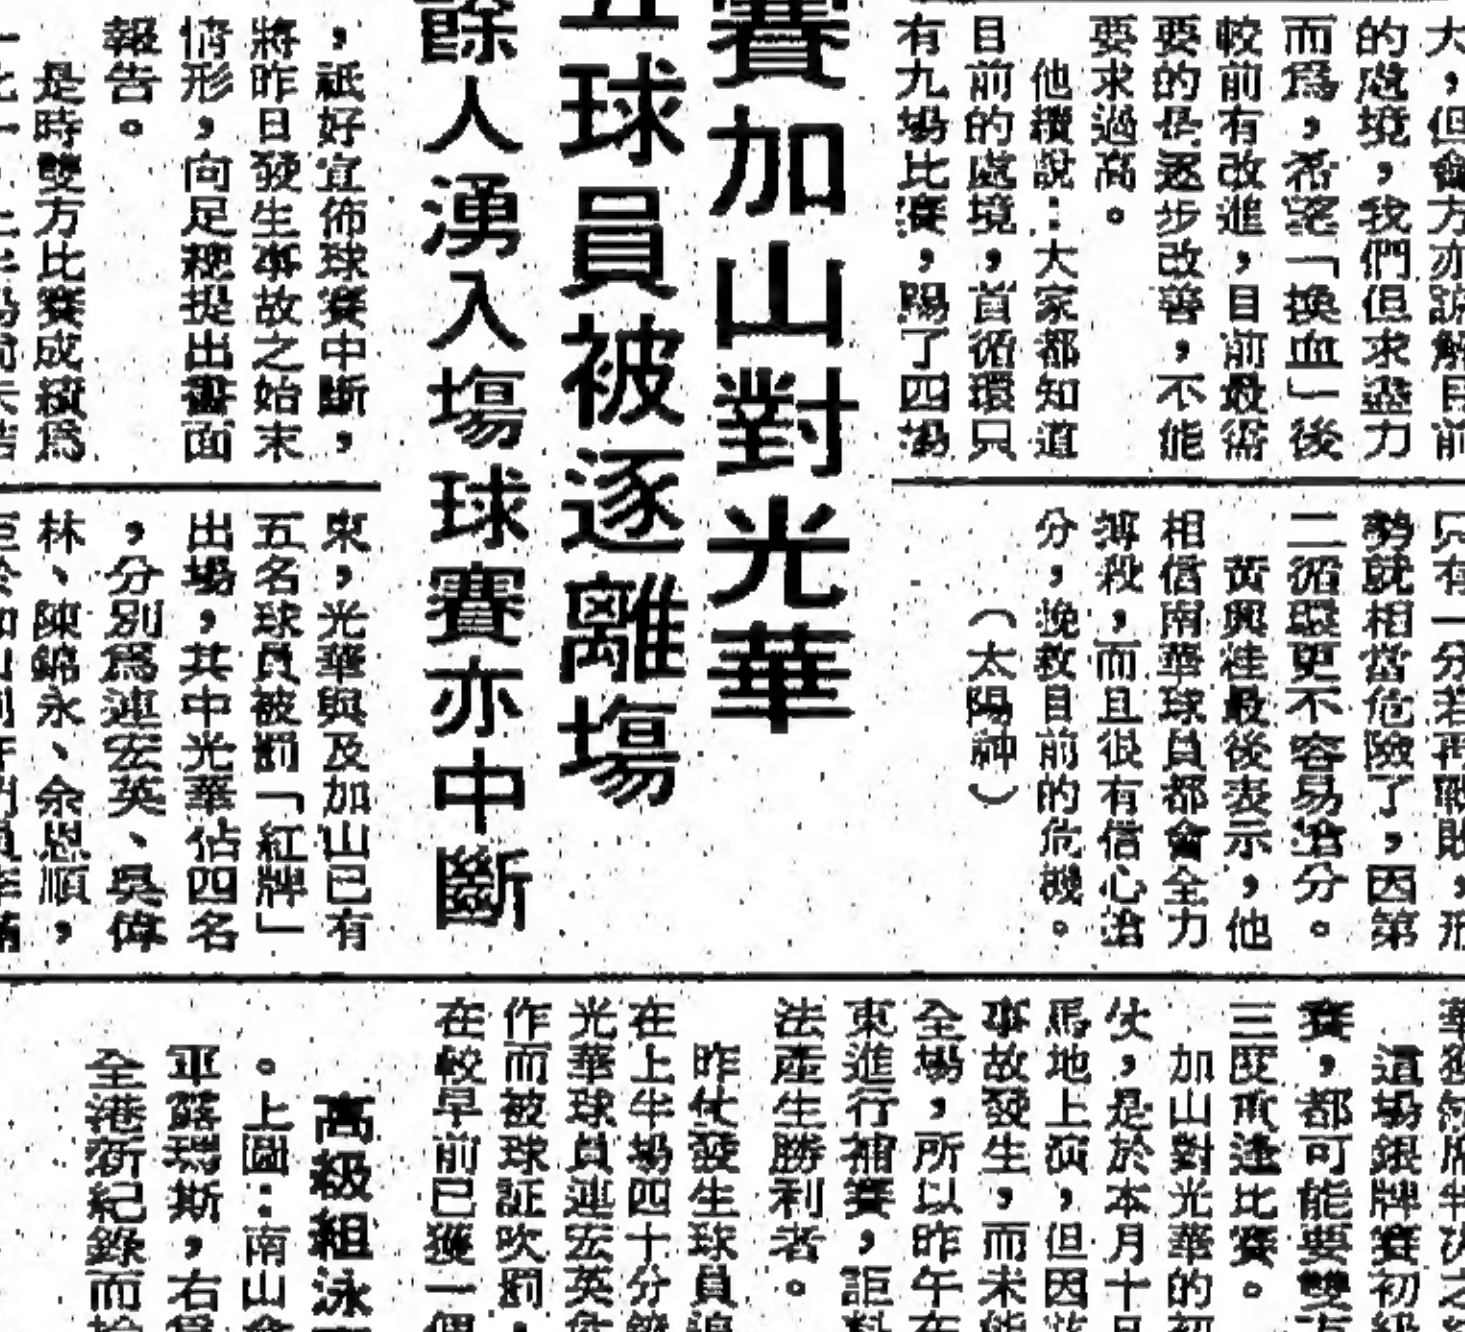 大，但會方亦諒解目前
的處境，我們但求盡力
而爲，希望「換血」後
較前有改進，目前最需
要的是逐步改善，不能
要求過高。
他續說：大家都知道
目前的處境，首循環只
有九場比賽，踢了四場
只有一分若再戰敗，形
勢就相當危險了，因第
二循環更不容易搶分。
黃興桂最後表示，他
相信南華球員都會全力
搏殺，而且很有信心搶
分，挽救目前的危機。
（太陽神）
賽加山對光華
五球員被逐離場
餘人湧入場球賽亦中斷
，祇好宣佈球賽中斷，
將昨日發生事故之始末
情形，向足總提出書面
報告。
是時雙方比賽成績爲
束，光華與及加山已有
五名球員被罰「紅牌」
出場，其中光華佔四名
，分別爲連宏英、吳偉
林、陳錦永、余恩順，
這場銀牌賽初級
賽，都可能要雙
三度重逢比賽。
加山對光華的初
仗，是於本月十日
馬地上演，但因
事故發生，而未能
全場，所以昨午在
東進行補賽，詎料
法產生勝利者。
昨仗發生球員
在上半場四十分鐘
光華球員連宏英
作而被球証吹罰，
在較早前已獲一
高級組泳
。上圖：南山會
軍羅瑪斯，右
全港新紀錄而